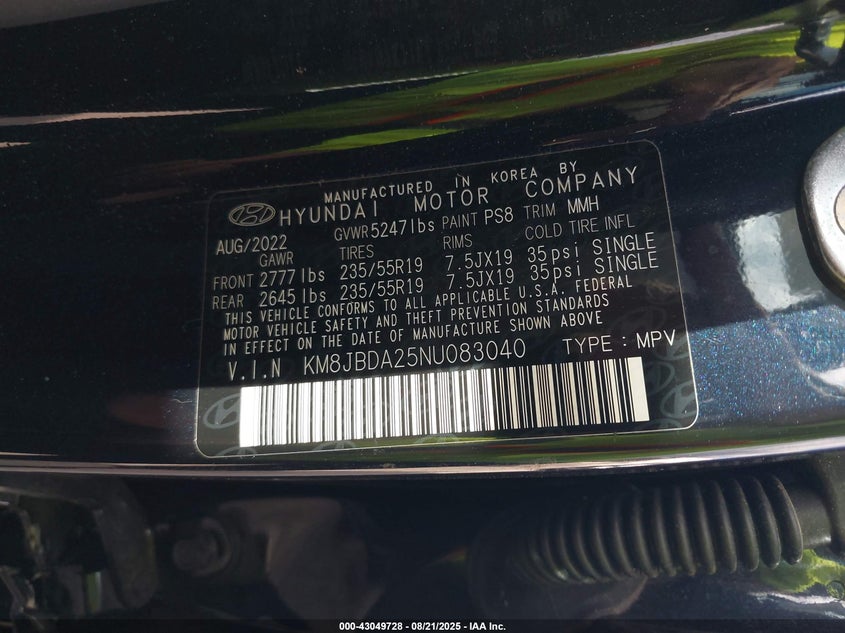 MANUFACTURED IN KOREA BY
HYUNDAI MOTOR COMPANY
AUG/2022 GVWR 5247lbs PAINT PS8 TRIM MMH
GAWR TIRES RIMS COLD TIRE INFL
FRONT 2777lbs 235/55R19 7.5JX19 35psi SINGLE
REAR 2645lbs 235/55R19 7.5JX19 35psi SINGLE
THIS VEHICLE CONFORMS TO ALL APPLICABLE U.S.A. FEDERAL
MOTOR VEHICLE SAFETY AND THEFT PREVENTION STANDARDS
IN EFFECT ON THE DATE OF MANUFACTURE SHOWN ABOVE
V.I.N KM8JBDA25NU083040 TYPE : MPV
000-43049728 - 08/21/2025 - IAA Inc.